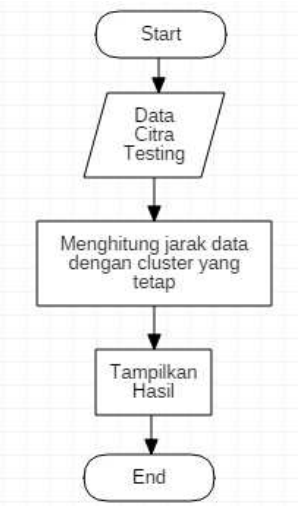 Start
Data
Citra
Testing
Menghitung jarak data
dengan cluster yang
tetap
Tampilkan
Hasil
End